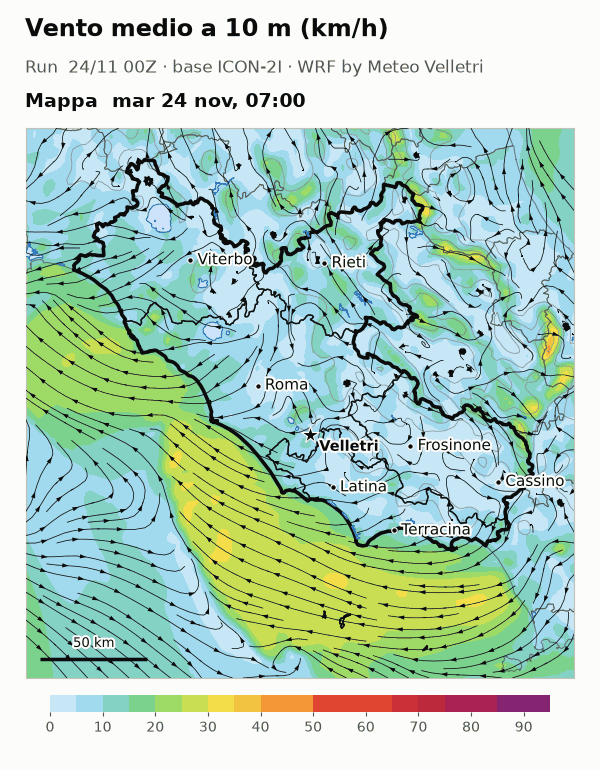 Vento medio a 10 m (km/h)
Run 24/11 00Z · base ICON-2I · WRF by Meteo Velletri
Mappa mar 24 nov, 07:00
Viterbo
Rieti
Roma
Velletri
Frosinone
Cassino
Latina
Terracina
50 km
0 10 20 30 40 50 60 70 80 90